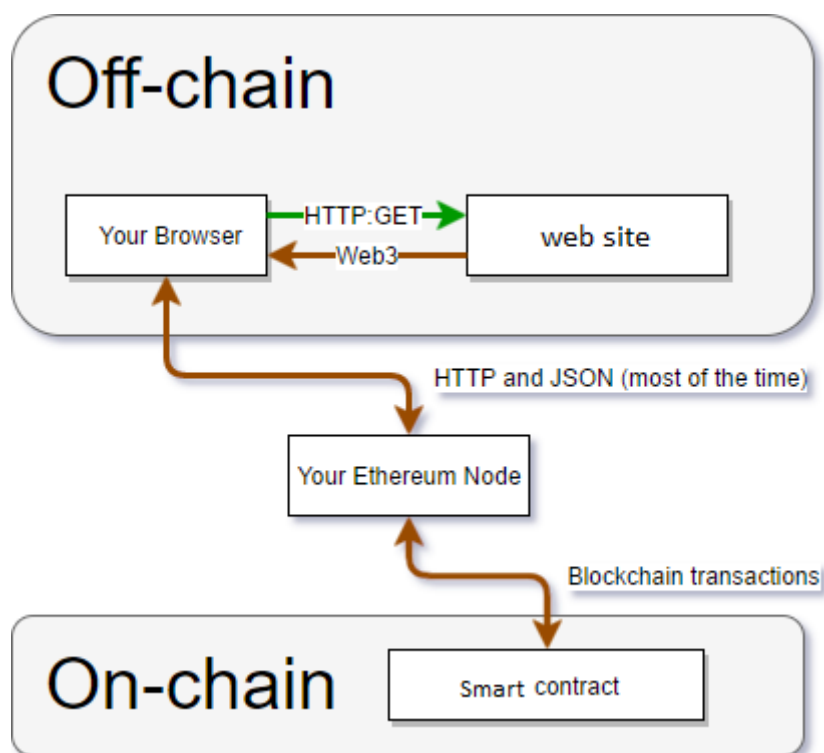 Off-chain
Your Browser
HTTP:GET
web site
Web3
HTTP and JSON (most of the time)
Your Ethereum Node
Blockchain transactions
On-chain
Smart contract